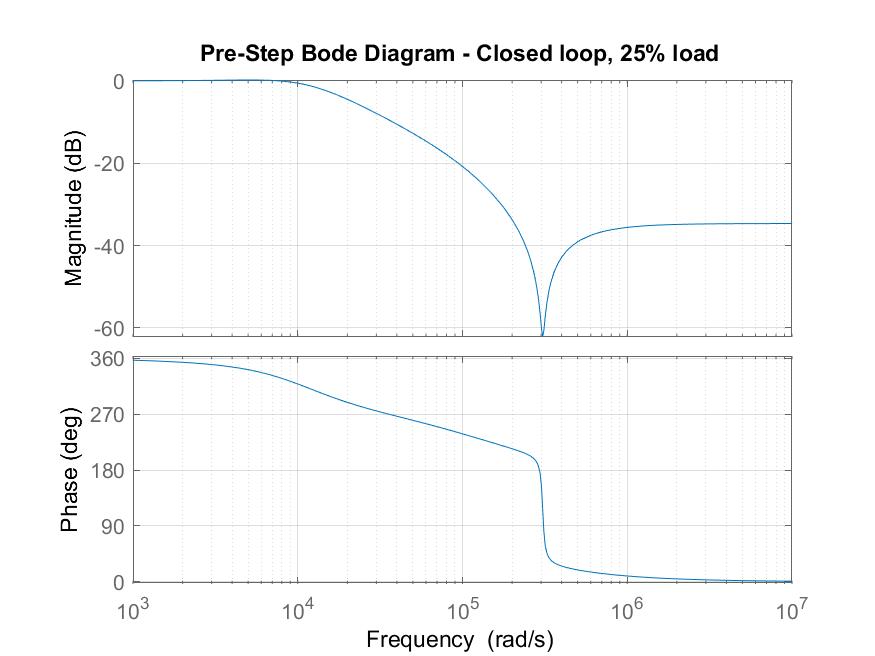 Pre-Step Bode Diagram - Closed loop, 25% load
Magnitude (dB)
0
-20
-40
-60
Phase (deg)
360
270
180
90
0
10^3 10^4 10^5 10^6 10^7
Frequency (rad/s)